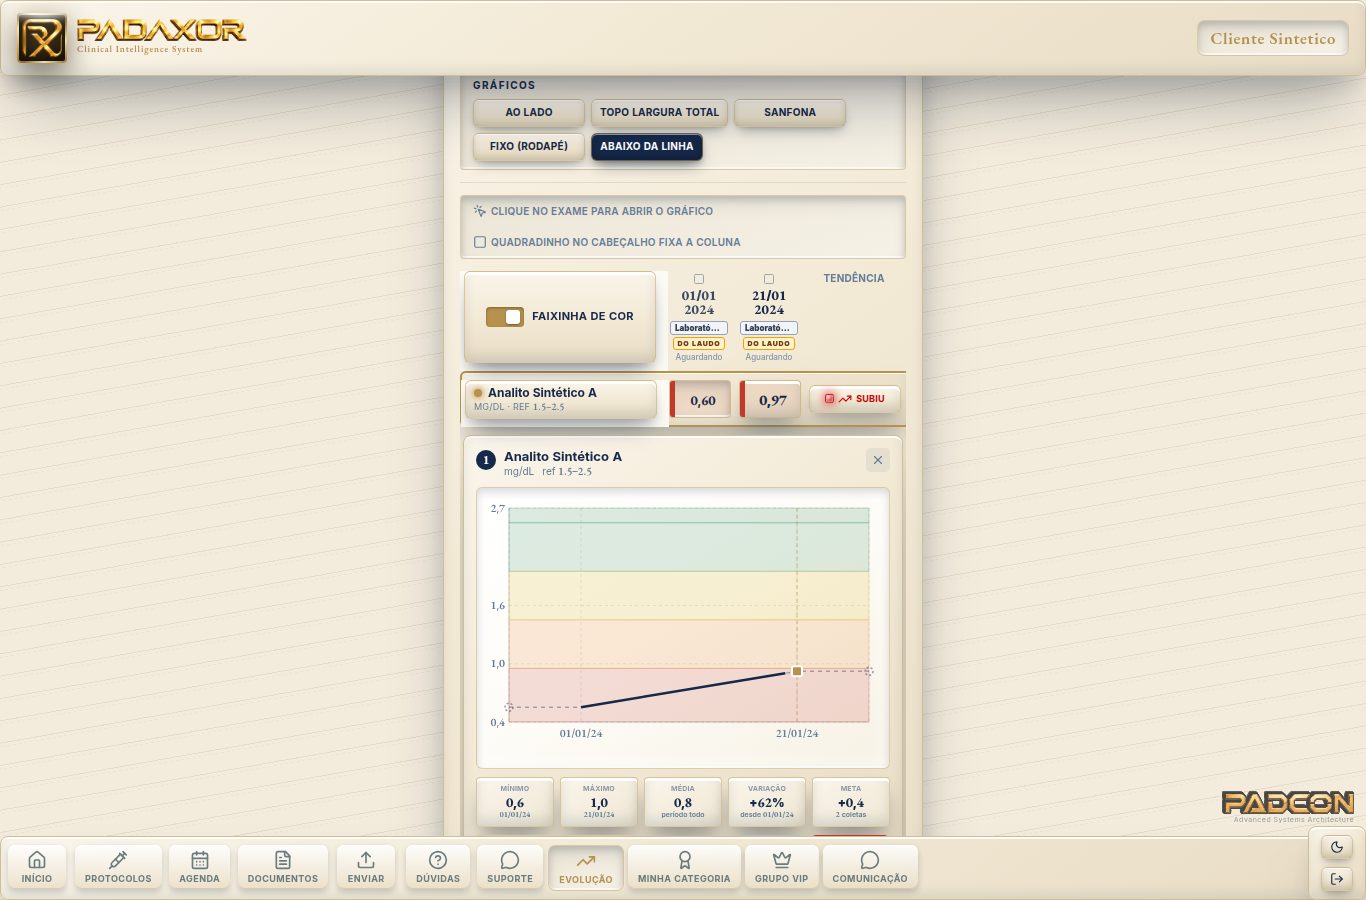 PADAXOR
Clinical Intelligence System
Cliente Sintetico
GRÁFICOS
AO LADO
TOPO LARGURA TOTAL
SANFONA
FIXO (RODAPÉ)
ABAIXO DA LINHA
CLIQUE NO EXAME PARA ABRIR O GRÁFICO
QUADRADINHO NO CABEÇALHO FIXA A COLUNA
FAIXINHA DE COR
01/01
2024
Laborató...
DO LAUDO
Aguardando
21/01
2024
Laborató...
DO LAUDO
Aguardando
TENDÊNCIA
Analito Sintético A
MG/DL · REF 1.5–2.5
0,60
0,97
SUBIU
1
Analito Sintético A
mg/dL ref 1.5–2.5
2,7
1,6
1,0
0,4
01/01/24
21/01/24
MÍNIMO
0,6
01/01/24
MÁXIMO
1,0
21/01/24
MÉDIA
0,8
período todo
VARIAÇÃO
+62%
desde 01/01/24
META
+0,4
2 coletas
PADCON
Advanced Systems Architecture
INÍCIO
PROTOCOLOS
AGENDA
DOCUMENTOS
ENVIAR
DÚVIDAS
SUPORTE
EVOLUÇÃO
MINHA CATEGORIA
GRUPO VIP
COMUNICAÇÃO